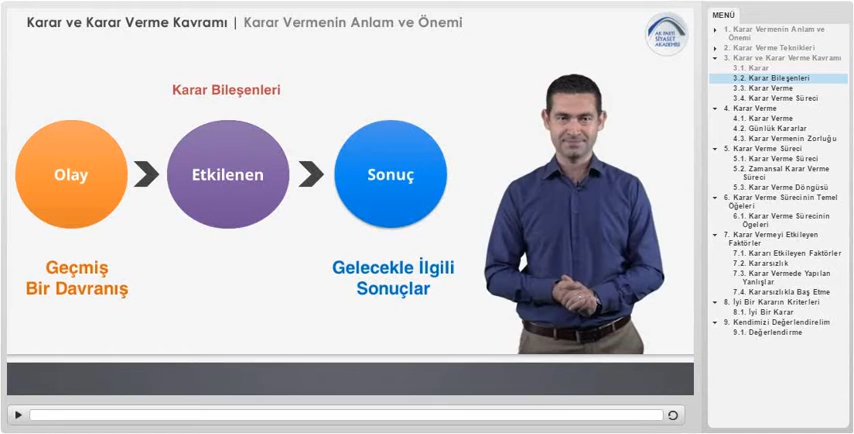 Karar ve Karar Verme Kavramı | Karar Vermenin Anlam ve Önemi
AK PARTİ
SİYASET
AKADEMİSİ
Karar Bileşenleri
Olay
Etkilenen
Sonuç
Geçmiş
Bir Davranış
Gelecekle İlgili
Sonuçlar
MENÜ
1. Karar Vermenin Anlam ve
Önemi
2. Karar Verme Teknikleri
3. Karar ve Karar Verme Kavramı
3.1. Karar
3.2. Karar Bileşenleri
3.3. Karar Verme
3.4. Karar Verme Süreci
4. Karar Verme
4.1. Karar Verme
4.2. Günlük Kararlar
4.3. Karar Vermenin Zorluğu
5. Karar Verme Süreci
5.1. Karar Verme Süreci
5.2. Zamansal Karar Verme
Süreci
5.3. Karar Verme Döngüsü
6. Karar Verme Sürecinin Temel
Öğeleri
6.1. Karar Verme Sürecinin
Ögeleri
7. Karar Vermeyi Etkileyen
Faktörler
7.1. Kararı Etkileyen Faktörler
7.2. Kararsızlık
7.3. Karar Vermede Yapılan
Yanlışlar
7.4. Kararsızlıkla Baş Etme
8. İyi Bir Kararın Kriterleri
8.1. İyi Bir Karar
9. Kendimizi Değerlendirelim
9.1. Değerlendirme